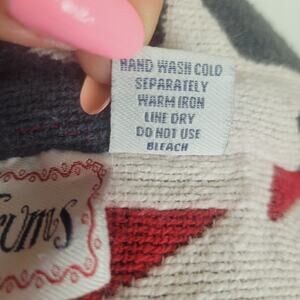 HAND WASH COLD
SEPARATELY
WARM IRON
LINE DRY
DO NOT USE
BLEACH